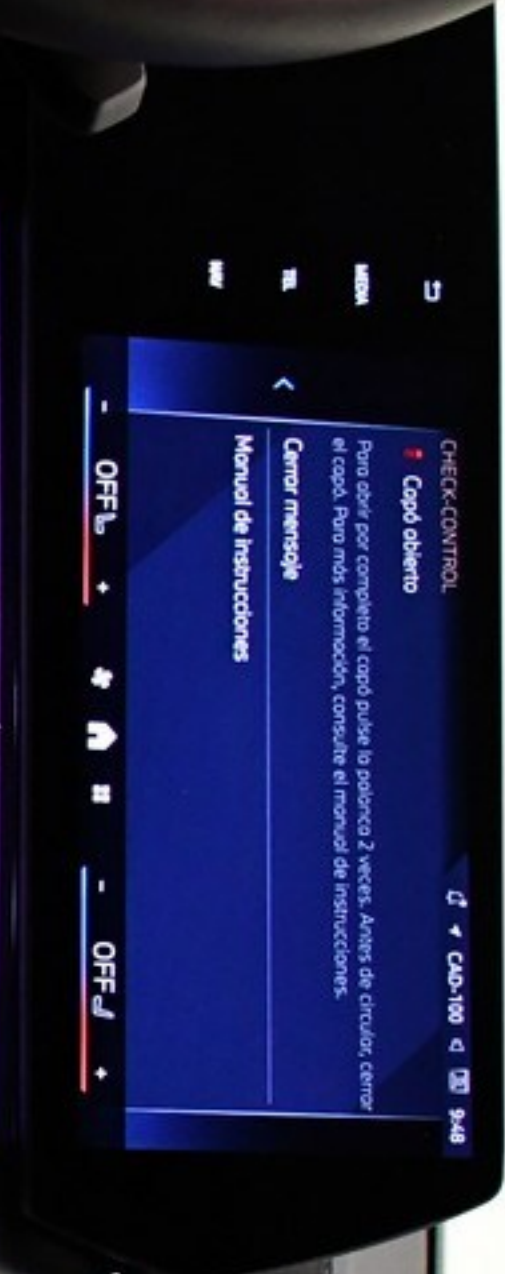 CHECK-CONTROL
CAD-100
9:48
Capó abierto
Para abrir por completo el capó pulse la palanca 2 veces. Antes de circular, cerrar
el capó. Para más información, consulte el manual de instrucciones.
Cerrar mensaje
Manual de instrucciones
MEDIA
TEL
NAV
- OFF +
- OFF +